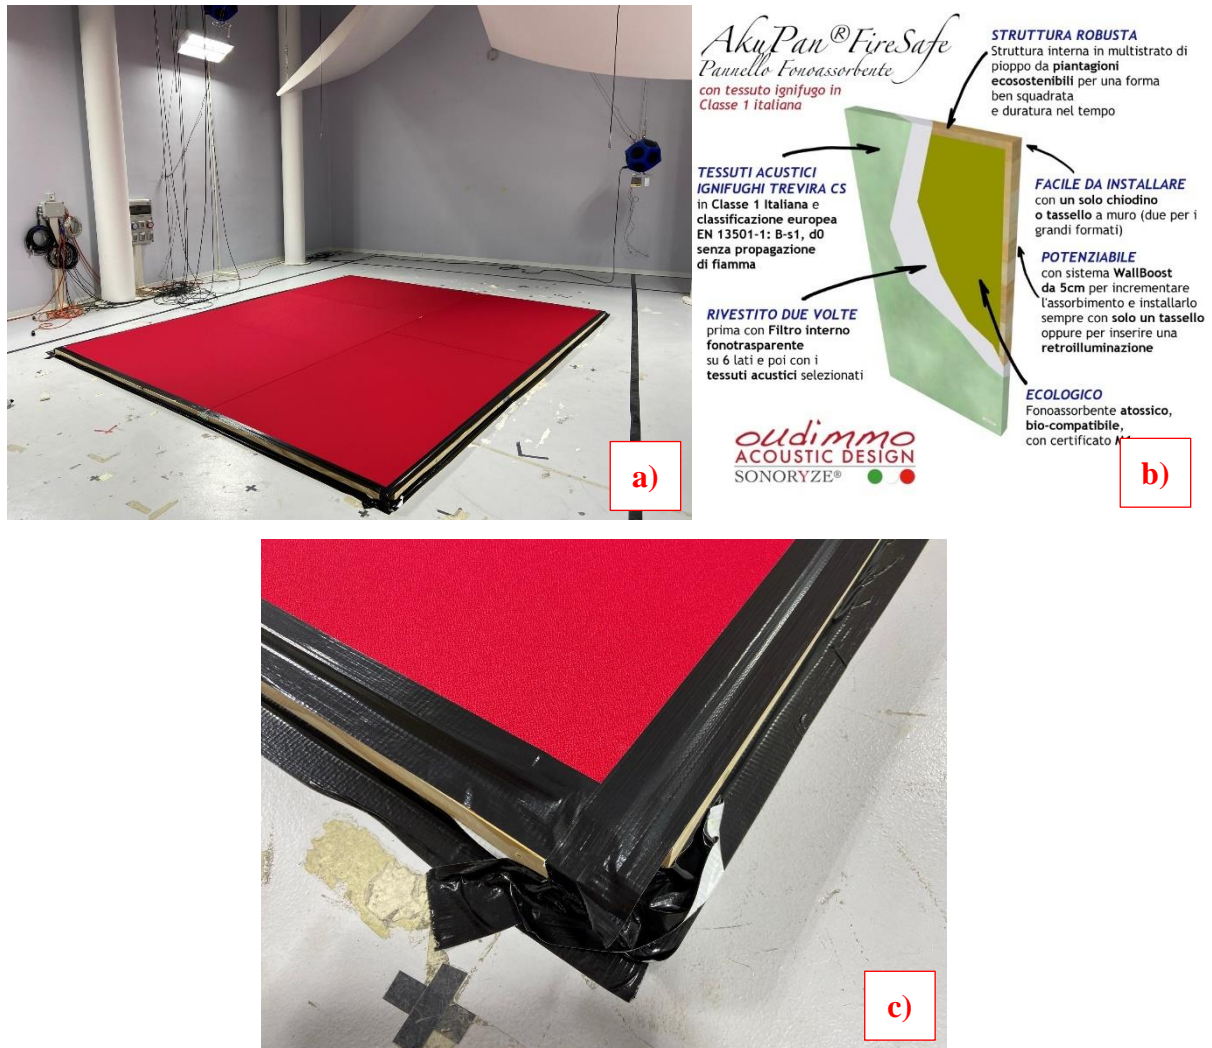 a)
AkuPan®FireSafe
Pannello Fonoassorbente
con tessuto ignifugo in
Classe 1 italiana
STRUTTURA ROBUSTA
Struttura interna in multistrato di
pioppo da piantagioni
ecosostenibili per una forma
ben squadrata
e duratura nel tempo
TESSUTI ACUSTICI
IGNIFUGHI TREVIRA CS
in Classe 1 Italiana e
classificazione europea
EN 13501-1: B-s1, d0
senza propagazione
di fiamma
FACILE DA INSTALLARE
con un solo chiodino
o tassello a muro (due per i
grandi formati)
POTENZIABILE
con sistema WallBoost
da 5cm per incrementare
l'assorbimento e installarlo
sempre con solo un tassello
oppure per inserire una
retroilluminazione
RIVESTITO DUE VOLTE
prima con Filtro interno
fonotrasparente
su 6 lati e poi con i
tessuti acustici selezionati
ECOLOGICO
Fonoassorbente atossico,
bio-compatibile,
con certificato
oudimmo
ACOUSTIC DESIGN
SONORYZE®
b)
c)